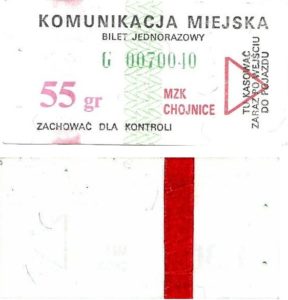 KOMUNIKACJA MIEJSKA
BILET JEDNORAZOWY
G 0070040
55 gr
MZK
CHOJNICE
TU KASOWAĆ
ZARAZ PO WEJŚCIU
DO POJAZDU
ZACHOWAĆ DLA KONTROLI